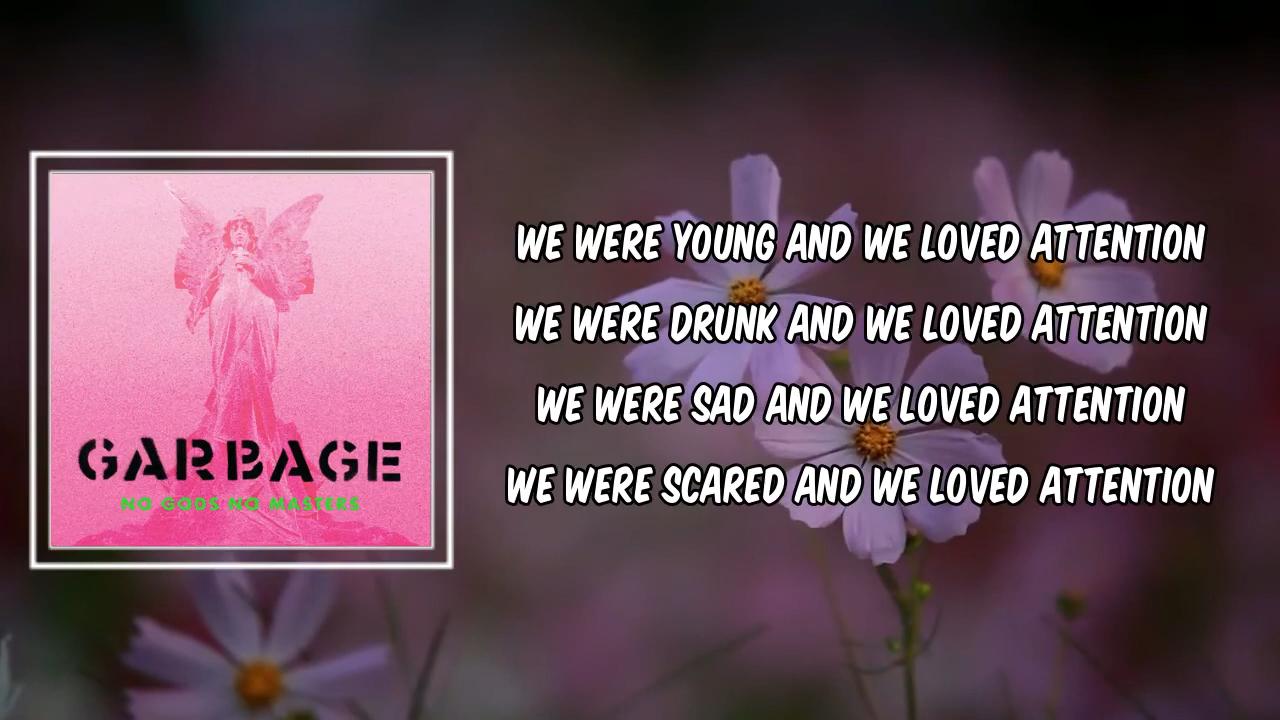 GARBAGE
NO GODS NO MASTERS
WE WERE YOUNG AND WE LOVED ATTENTION
WE WERE DRUNK AND WE LOVED ATTENTION
WE WERE SAD AND WE LOVED ATTENTION
WE WERE SCARED AND WE LOVED ATTENTION